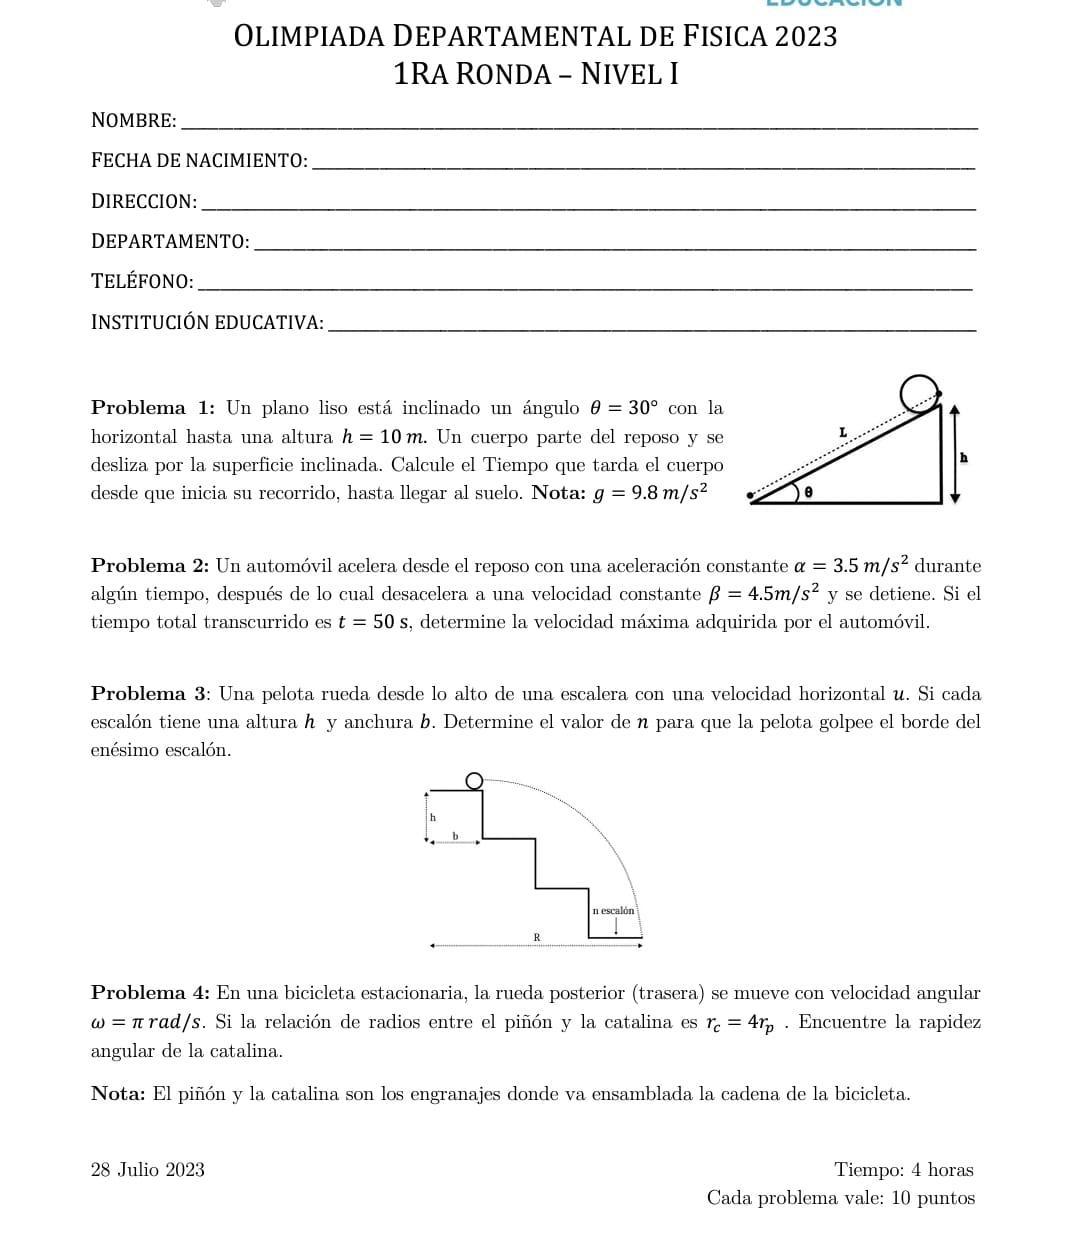 EDUCACIÓN
OLIMPIADA DEPARTAMENTAL DE FISICA 2023
1RA RONDA – NIVEL I
NOMBRE:
FECHA DE NACIMIENTO:
DIRECCION:
DEPARTAMENTO:
TELÉFONO:
INSTITUCIÓN EDUCATIVA:
Problema 1: Un plano liso está inclinado un ángulo θ = 30° con la
horizontal hasta una altura h = 10 m. Un cuerpo parte del reposo y se
desliza por la superficie inclinada. Calcule el Tiempo que tarda el cuerpo
desde que inicia su recorrido, hasta llegar al suelo. Nota: g = 9.8 m/s²
L
h
θ
Problema 2: Un automóvil acelera desde el reposo con una aceleración constante α = 3.5 m/s² durante
algún tiempo, después de lo cual desacelera a una velocidad constante β = 4.5m/s² y se detiene. Si el
tiempo total transcurrido es t = 50 s, determine la velocidad máxima adquirida por el automóvil.
Problema 3: Una pelota rueda desde lo alto de una escalera con una velocidad horizontal u. Si cada
escalón tiene una altura h y anchura b. Determine el valor de n para que la pelota golpee el borde del
enésimo escalón.
h
b
n escalón
R
Problema 4: En una bicicleta estacionaria, la rueda posterior (trasera) se mueve con velocidad angular
ω = π rad/s. Si la relación de radios entre el piñón y la catalina es r_c = 4r_p . Encuentre la rapidez
angular de la catalina.
Nota: El piñón y la catalina son los engranajes donde va ensamblada la cadena de la bicicleta.
28 Julio 2023
Tiempo: 4 horas
Cada problema vale: 10 puntos